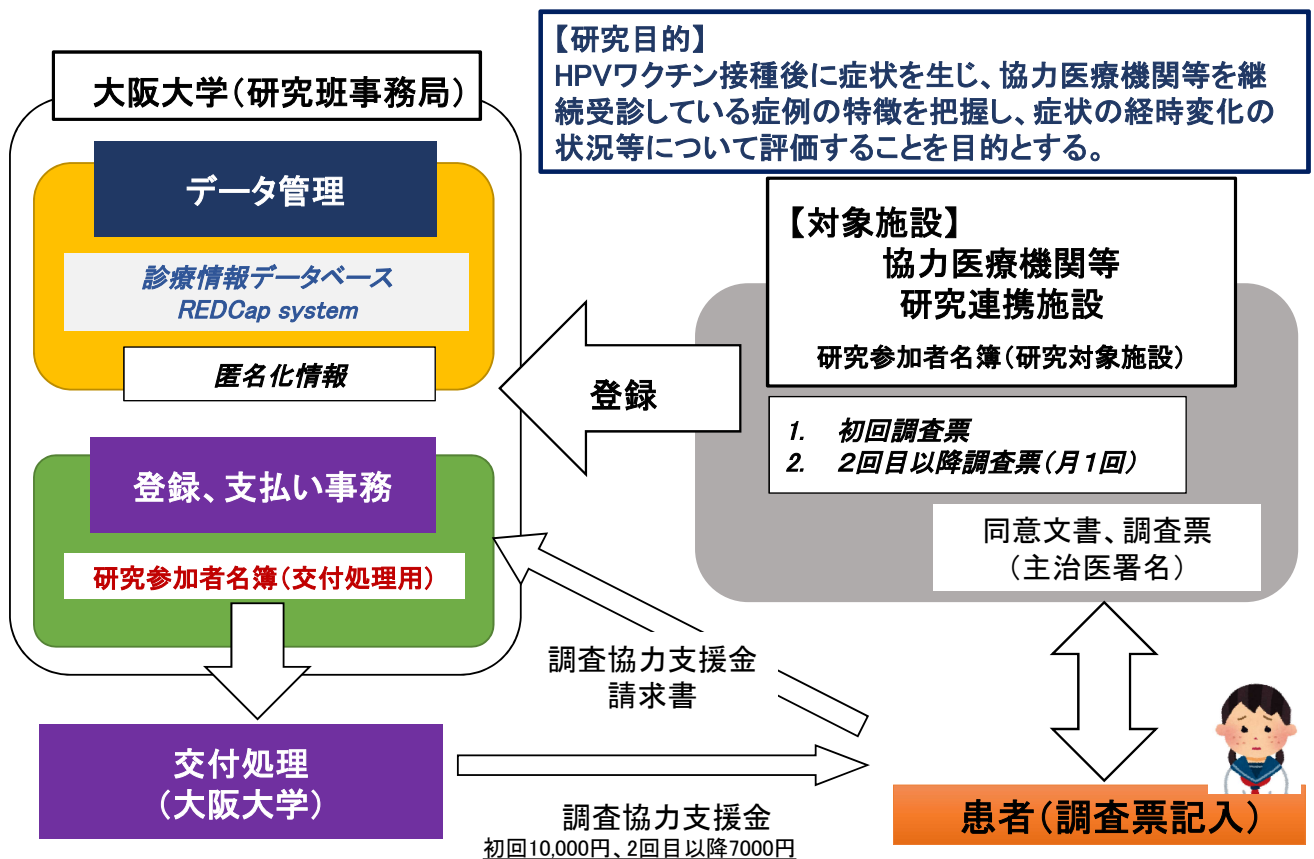 【研究目的】
HPVワクチン接種後に症状を生じ、協力医療機関等を継
続受診している症例の特徴を把握し、症状の経時変化の
状況等について評価することを目的とする。
大阪大学(研究班事務局)
データ管理
診療情報データベース
REDCap system
匿名化情報
登録、支払い事務
研究参加者名簿(交付処理用)
登録
【対象施設】
協力医療機関等
研究連携施設
研究参加者名簿(研究対象施設)
1. 初回調査票
2. 2回目以降調査票(月1回)
同意文書、調査票
(主治医署名)
調査協力支援金
請求書
交付処理
(大阪大学)
調査協力支援金
初回10,000円、2回目以降7000円
患者(調査票記入)